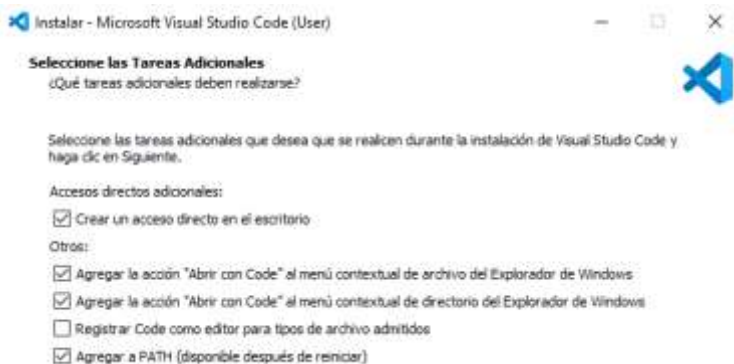 Instalar - Microsoft Visual Studio Code (User)
Seleccione las Tareas Adicionales
¿Qué tareas adicionales deben realizarse?
Seleccione las tareas adicionales que desea que se realicen durante la instalación de Visual Studio Code y
haga clic en Siguiente.
Accesos directos adicionales:
Crear un acceso directo en el escritorio
Otros:
Agregar la acción "Abrir con Code" al menú contextual de archivo del Explorador de Windows
Agregar la acción "Abrir con Code" al menú contextual de directorio del Explorador de Windows
Registrar Code como editor para tipos de archivo admitidos
Agregar a PATH (disponible después de reiniciar)